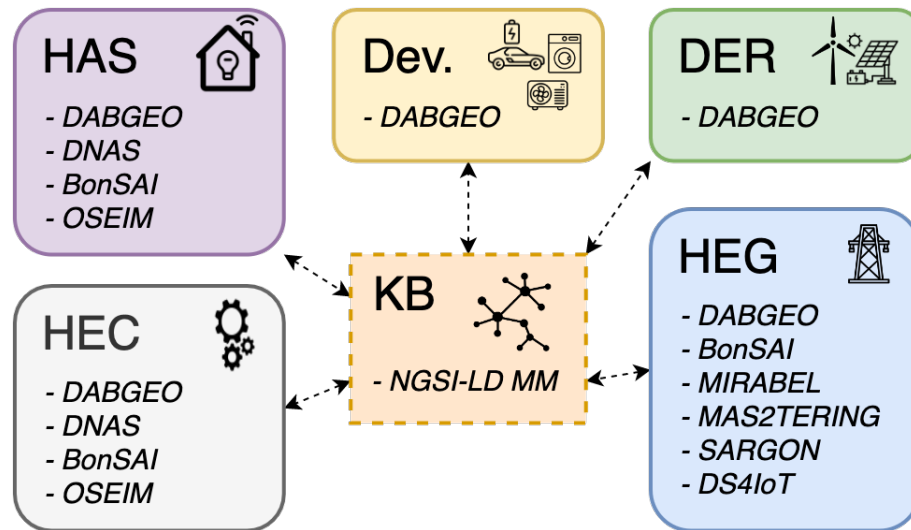 HAS
- DABGEO
- DNAS
- BonSAI
- OSEIM
Dev.
- DABGEO
DER
- DABGEO
HEC
- DABGEO
- DNAS
- BonSAI
- OSEIM
KB
- NGSI-LD MM
HEG
- DABGEO
- BonSAI
- MIRABEL
- MAS2TERING
- SARGON
- DS4IoT